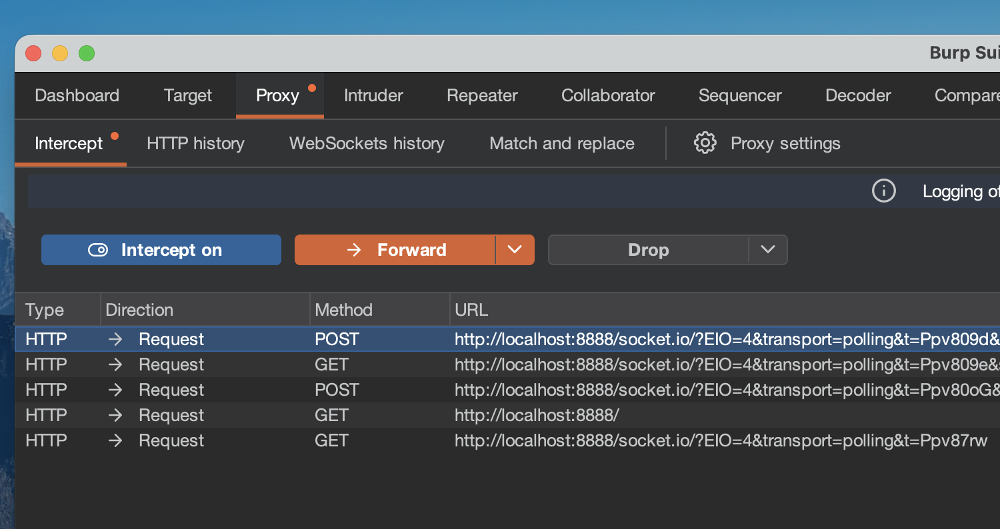 Burp Sui
Dashboard Target Proxy Intruder Repeater Collaborator Sequencer Decoder Compare
Intercept HTTP history WebSockets history Match and replace Proxy settings
Logging of
Intercept on Forward Drop
Type Direction Method URL
HTTP → Request POST http://localhost:8888/socket.io/?EIO=4&transport=polling&t=Ppv809d&
HTTP → Request GET http://localhost:8888/socket.io/?EIO=4&transport=polling&t=Ppv809e&s
HTTP → Request POST http://localhost:8888/socket.io/?EIO=4&transport=polling&t=Ppv80oG&
HTTP → Request GET http://localhost:8888/
HTTP → Request GET http://localhost:8888/socket.io/?EIO=4&transport=polling&t=Ppv87rw